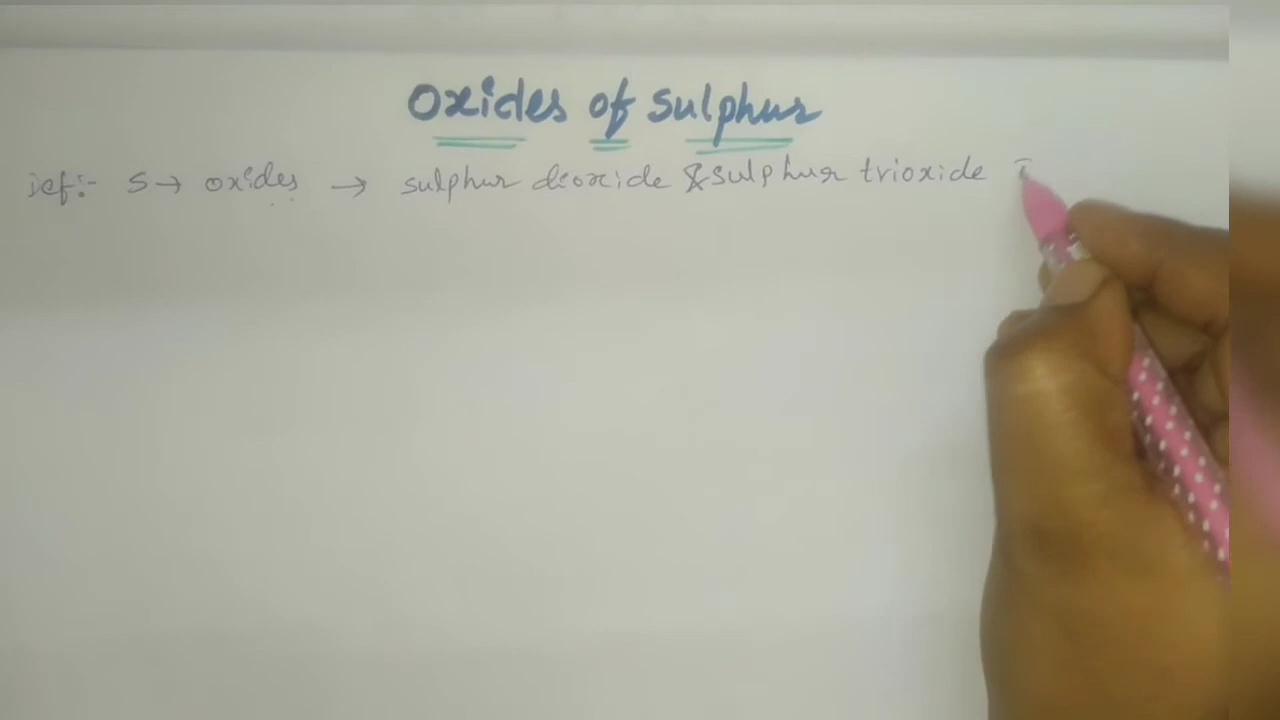 Oxides of sulphur
Def:- S→ oxides → sulphur dioxide & sulphur trioxide